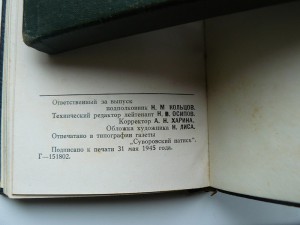 Ответственный за выпуск
подполковник Н. М. КОЛЬЦОВ.
Технический редактор лейтенант Н. М. ОСИПОВ.
Корректор А. Н. ХАРИНА.
Обложка художника Н. ЛИСА.
Отпечатано в типографии газеты
„Суворовский натиск".
Подписано к печати 31 мая 1945 года.
Г—151802.